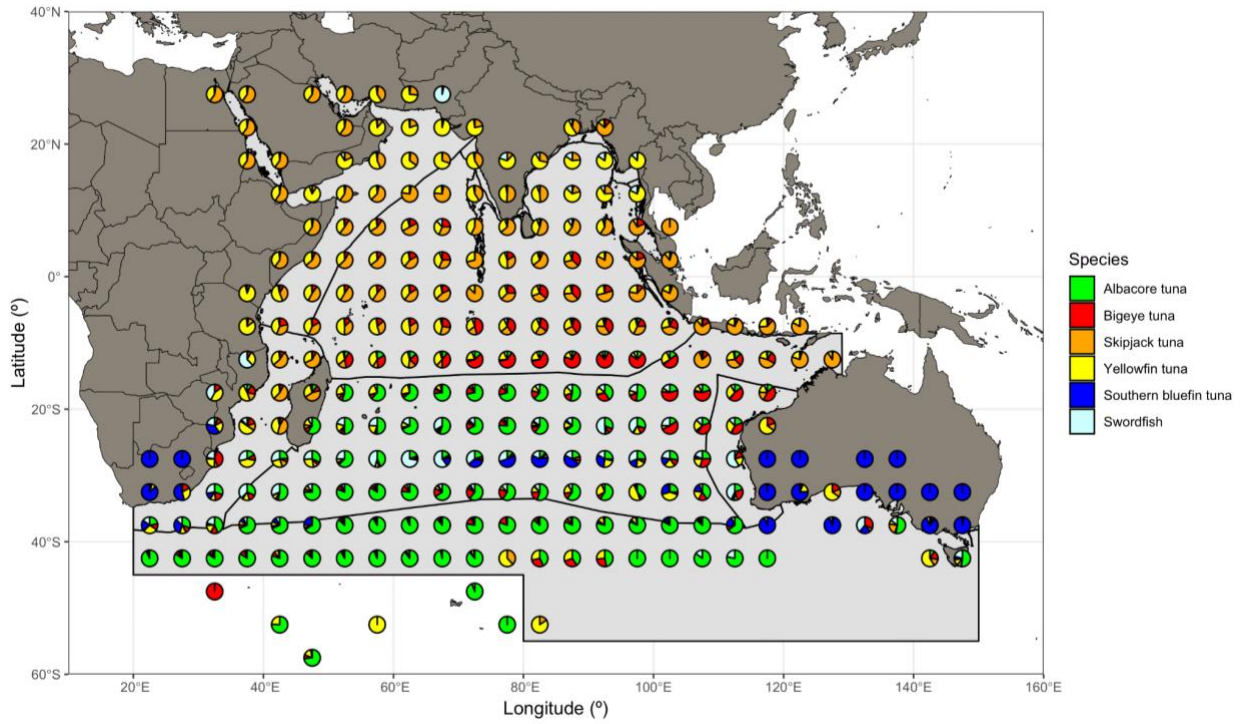 40°N
20°N
0°
20°S
40°S
60°S
Latitude (º)
20°E 40°E 60°E 80°E 100°E 120°E 140°E 160°E
Longitude (º)
Species
Albacore tuna
Bigeye tuna
Skipjack tuna
Yellowfin tuna
Southern bluefin tuna
Swordfish